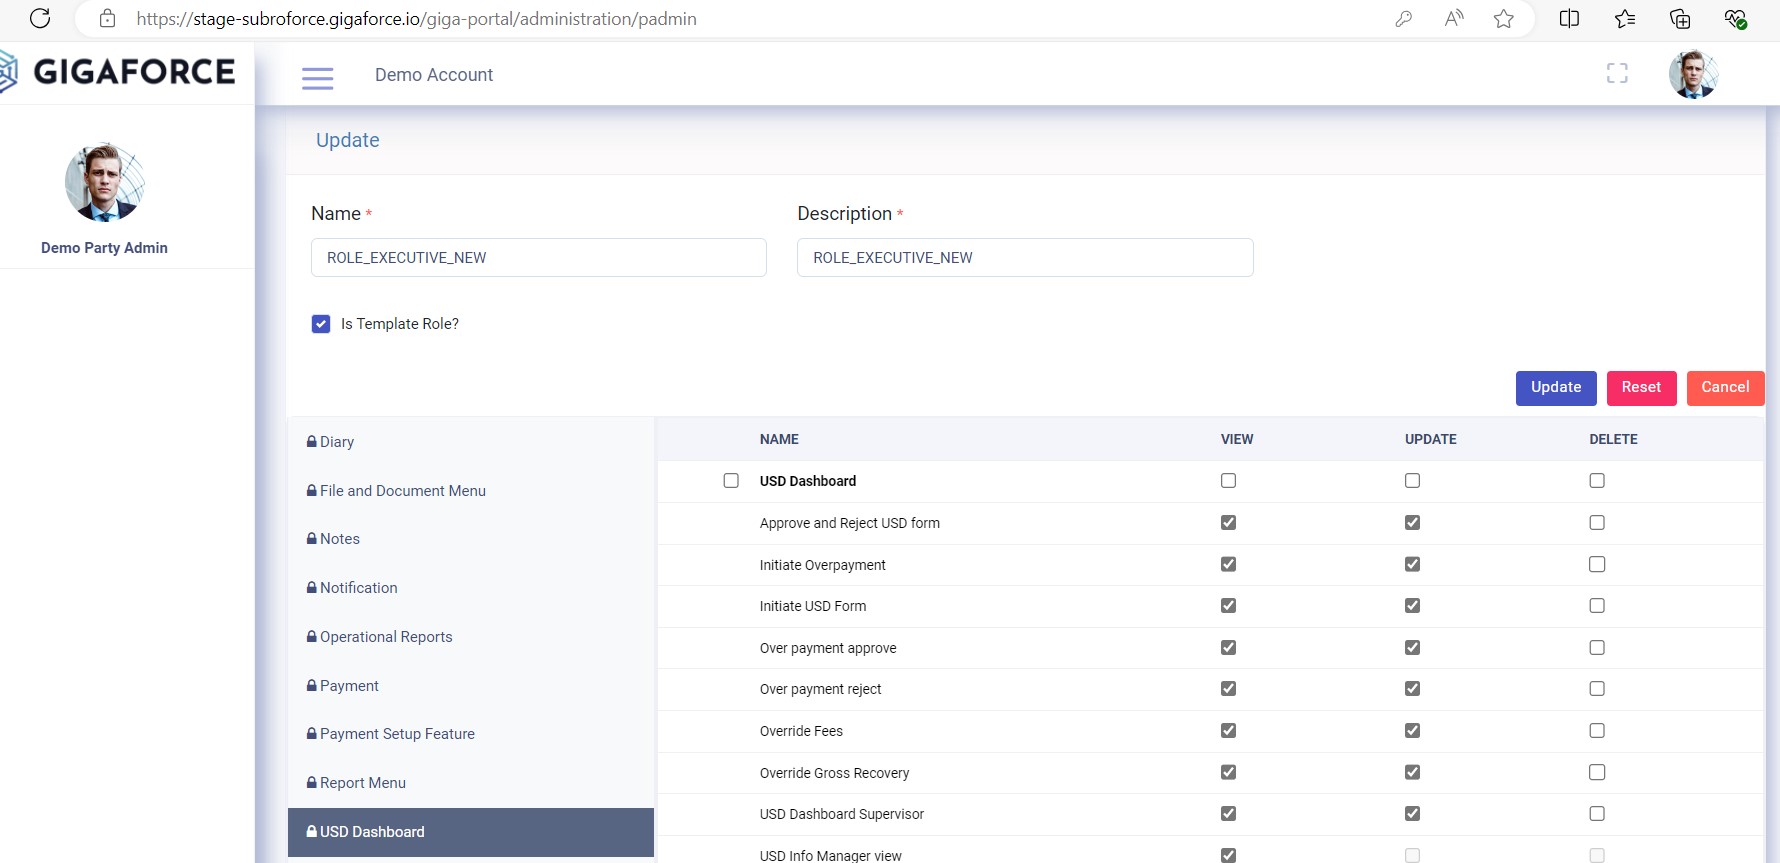 https://stage-subroforce.gigaforce.io/giga-portal/administration/padmin
GIGAFORCE
Demo Account
Demo Party Admin
Update
Name *
Description *
ROLE_EXECUTIVE_NEW
ROLE_EXECUTIVE_NEW
Is Template Role?
Update
Reset
Cancel
Diary
File and Document Menu
Notes
Notification
Operational Reports
Payment
Payment Setup Feature
Report Menu
USD Dashboard
NAME VIEW UPDATE DELETE
USD Dashboard
Approve and Reject USD form
Initiate Overpayment
Initiate USD Form
Over payment approve
Over payment reject
Override Fees
Override Gross Recovery
USD Dashboard Supervisor
USD Info Manager view